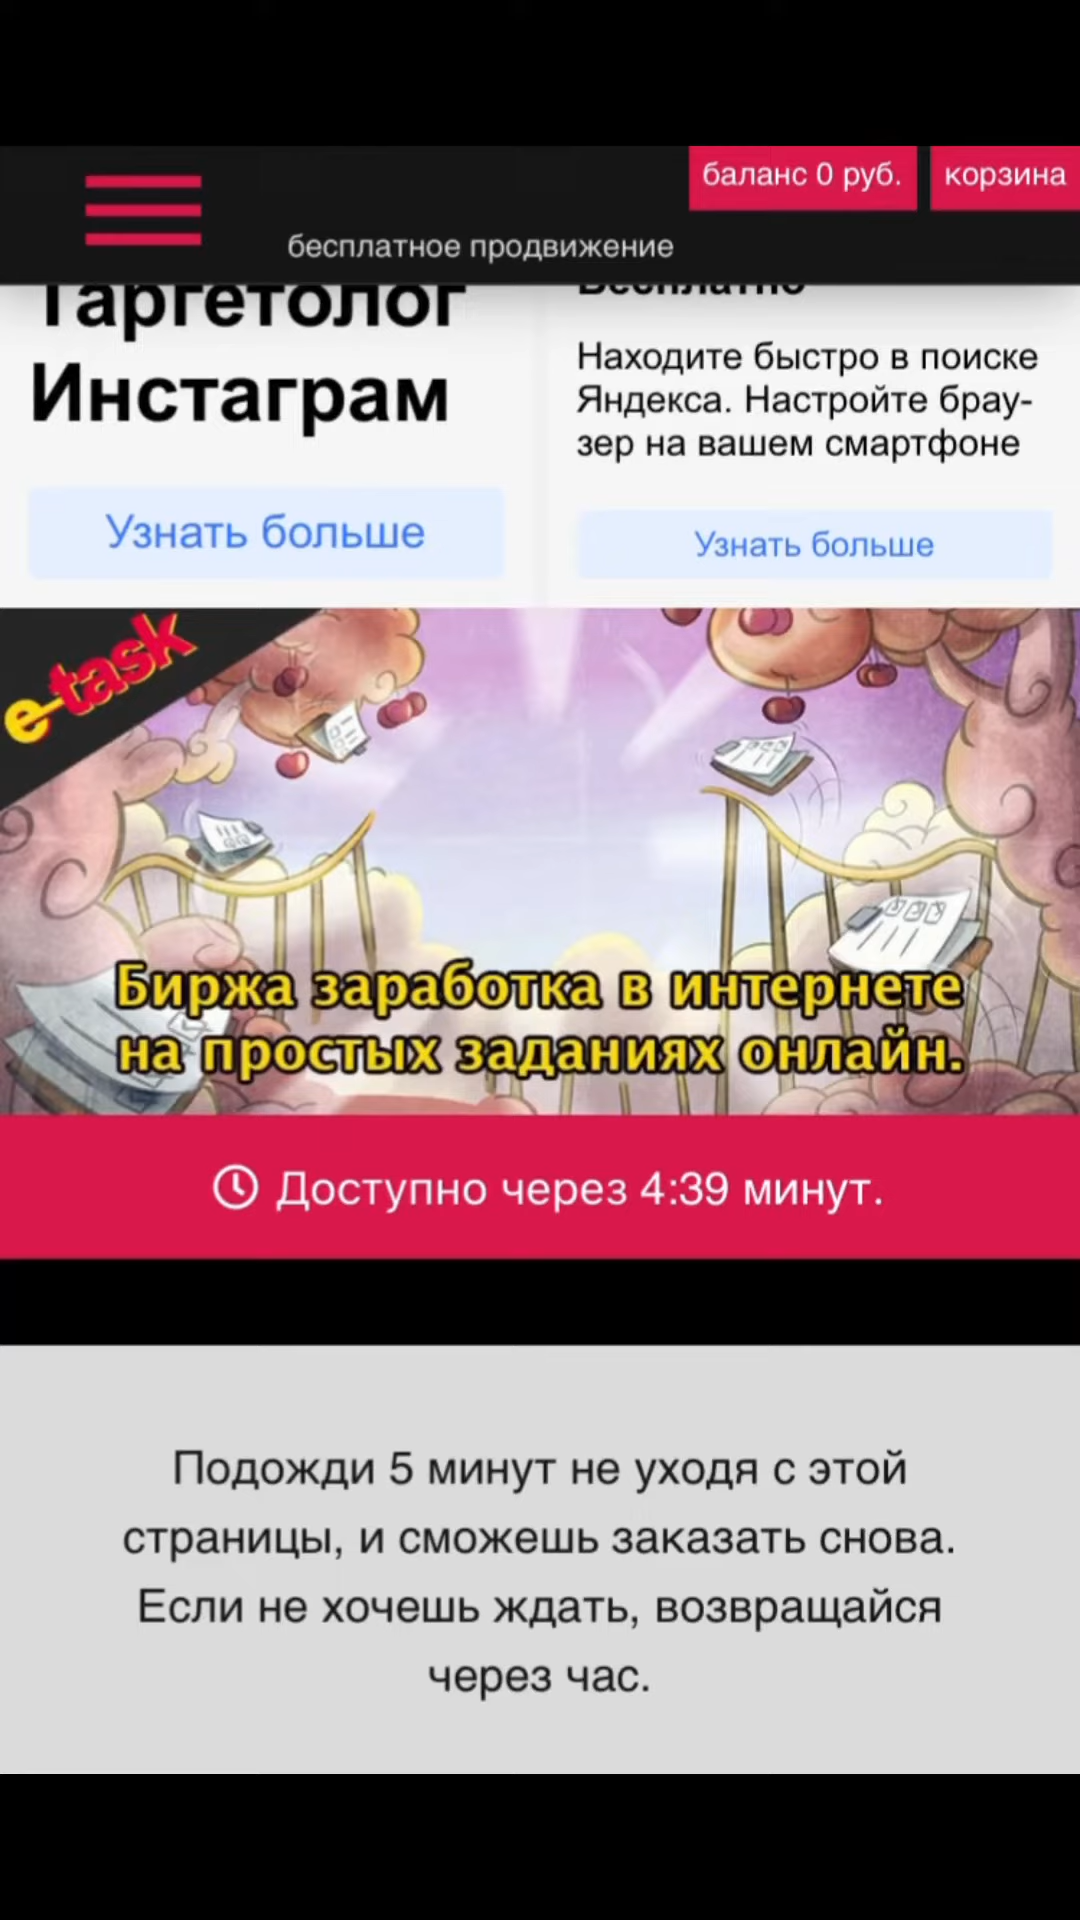 баланс 0 руб.
корзина
бесплатное продвижение
Таргетолог
Инстаграм
Узнать больше
Бесплатно
Находите быстро в поиске
Яндекса. Настройте брау-
зер на вашем смартфоне
Узнать больше
e-task
Биржа заработка в интернете
на простых заданиях онлайн.
Доступно через 4:39 минут.
Подожди 5 минут не уходя с этой
страницы, и сможешь заказать снова.
Если не хочешь ждать, возвращайся
через час.